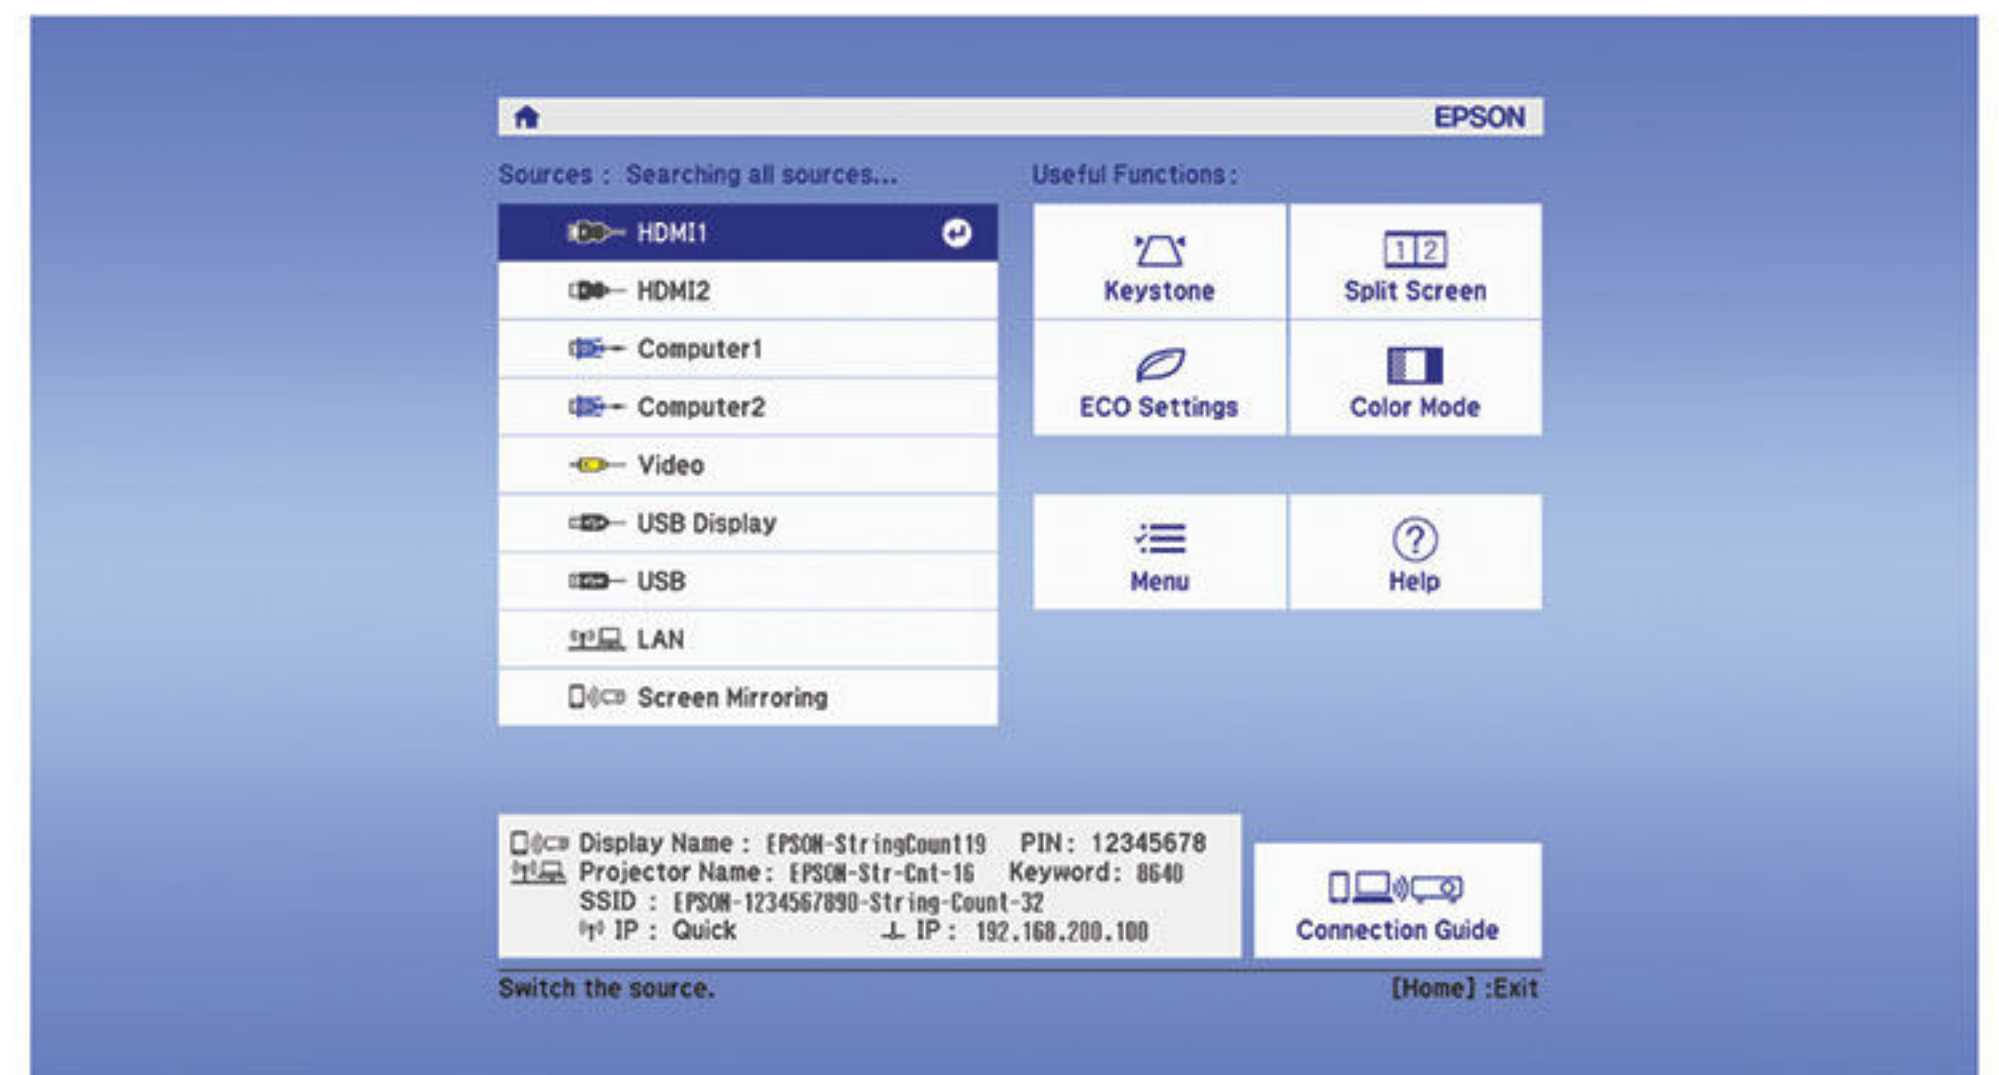 EPSON
Sources : Searching all sources...
HDMI1
HDMI2
Computer1
Computer2
Video
USB Display
USB
LAN
Screen Mirroring
Useful Functions :
Keystone
1 2
Split Screen
ECO Settings
Color Mode
Menu
?
Help
Display Name : EPSON-StringCount19 PIN : 12345678
Projector Name : EPSON-Str-Cnt-16 Keyword : 8640
SSID : EPSON-1234567890-String-Count-32
IP : Quick IP : 192.168.200.100
Connection Guide
Switch the source.
[Home] :Exit